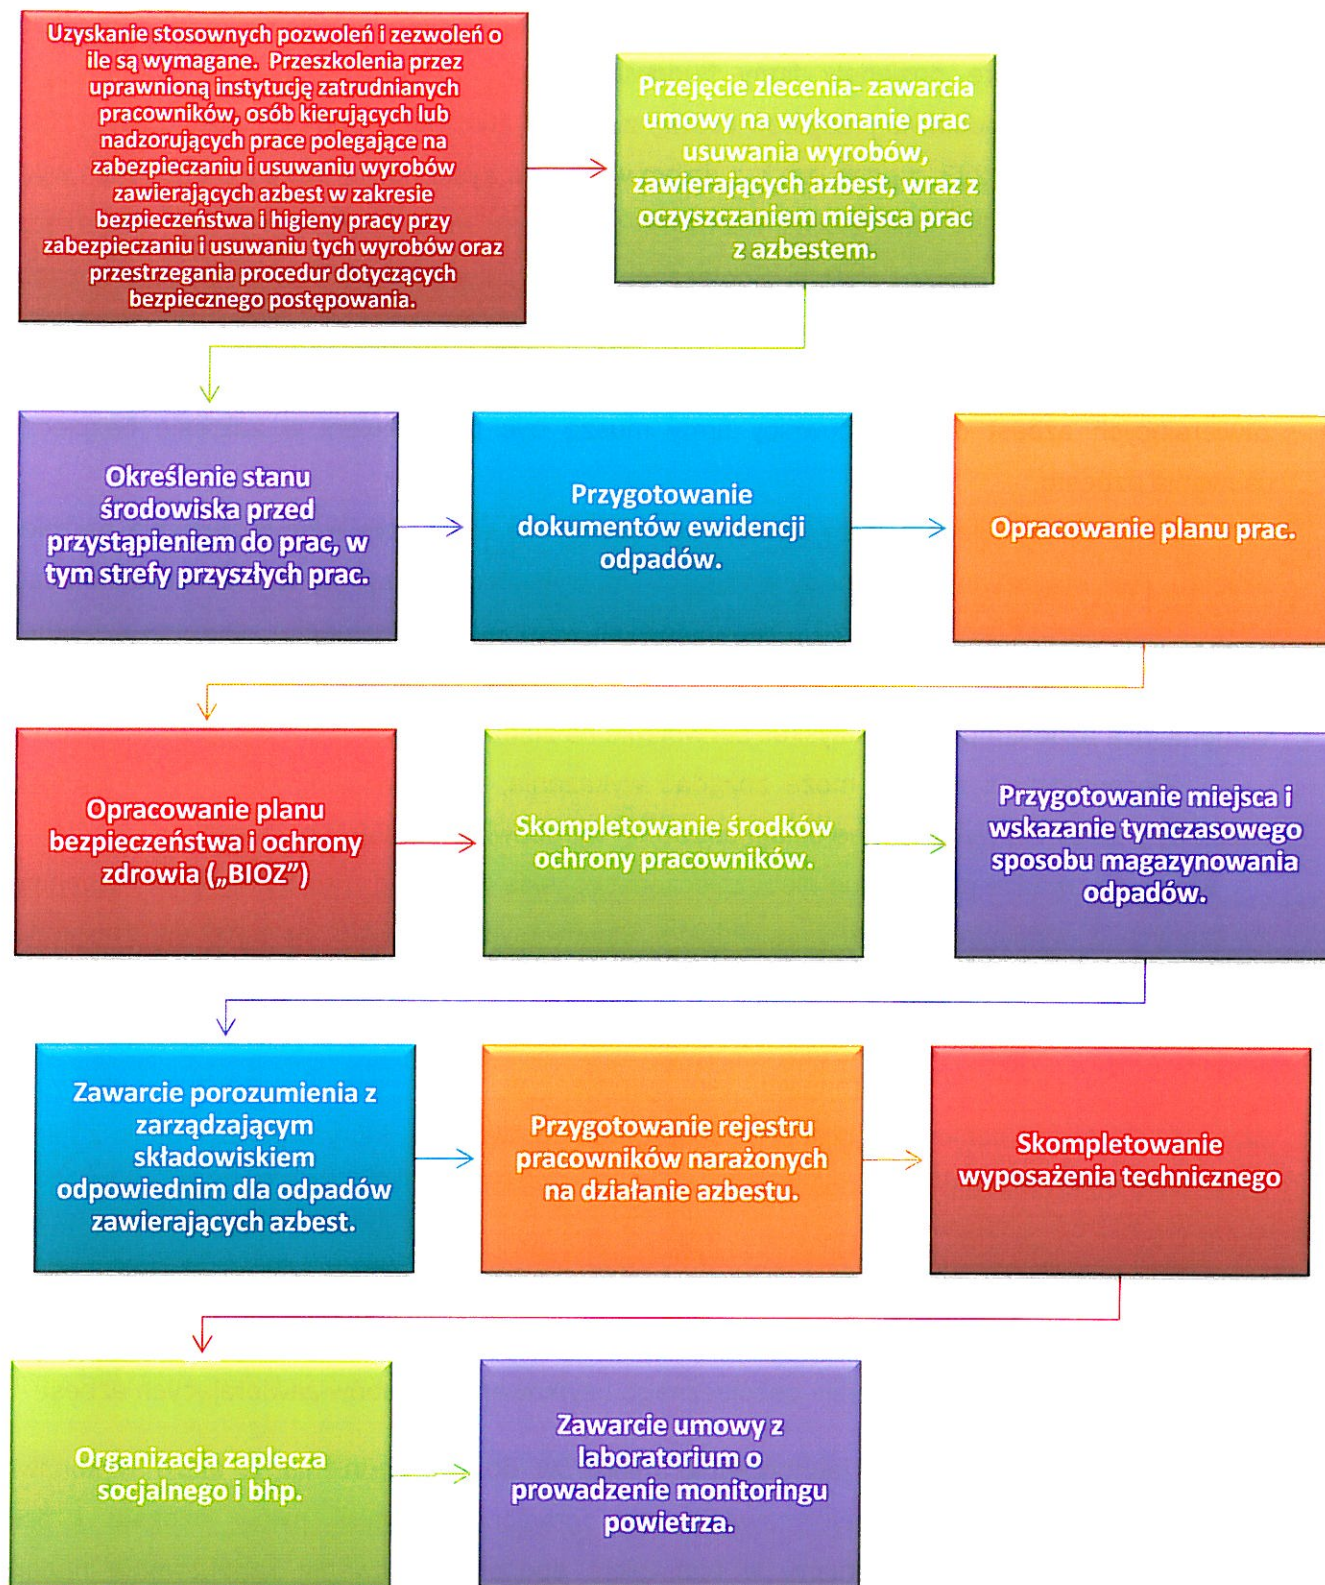 Uzyskanie stosownych pozwoleń i zezwoleń o
ile są wymagane. Przeszkolenia przez
uprawnioną instytucję zatrudnianych
pracowników, osób kierujących lub
nadzorujących prace polegające na
zabezpieczaniu i usuwaniu wyrobów
zawierających azbest w zakresie
bezpieczeństwa i higieny pracy przy
zabezpieczaniu i usuwaniu tych wyrobów oraz
przestrzegania procedur dotyczących
bezpiecznego postępowania.
Przejęcie zlecenia- zawarcia
umowy na wykonanie prac
usuwania wyrobów,
zawierających azbest, wraz z
oczyszczaniem miejsca prac
z azbestem.
Określenie stanu
środowiska przed
przystąpieniem do prac, w
tym strefy przyszłych prac.
Przygotowanie
dokumentów ewidencji
odpadów.
Opracowanie planu prac.
Opracowanie planu
bezpieczeństwa i ochrony
zdrowia („BIOZ”)
Skompletowanie środków
ochrony pracowników.
Przygotowanie miejsca i
wskazanie tymczasowego
sposobu magazynowania
odpadów.
Zawarcie porozumienia z
zarządzającym
składowiskiem
odpowiednim dla odpadów
zawierających azbest.
Przygotowanie rejestru
pracowników narażonych
na działanie azbestu.
Skompletowanie
wyposażenia technicznego
Organizacja zaplecza
socjalnego i bhp.
Zawarcie umowy z
laboratorium o
prowadzenie monitoringu
powietrza.